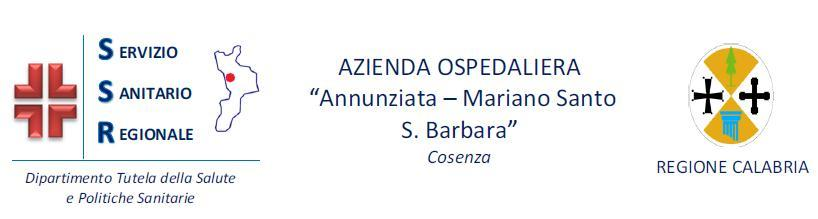 SERVIZIO
SANITARIO
REGIONALE
Dipartimento Tutela della Salute
e Politiche Sanitarie
AZIENDA OSPEDALIERA
“Annunziata – Mariano Santo
S. Barbara”
Cosenza
REGIONE CALABRIA